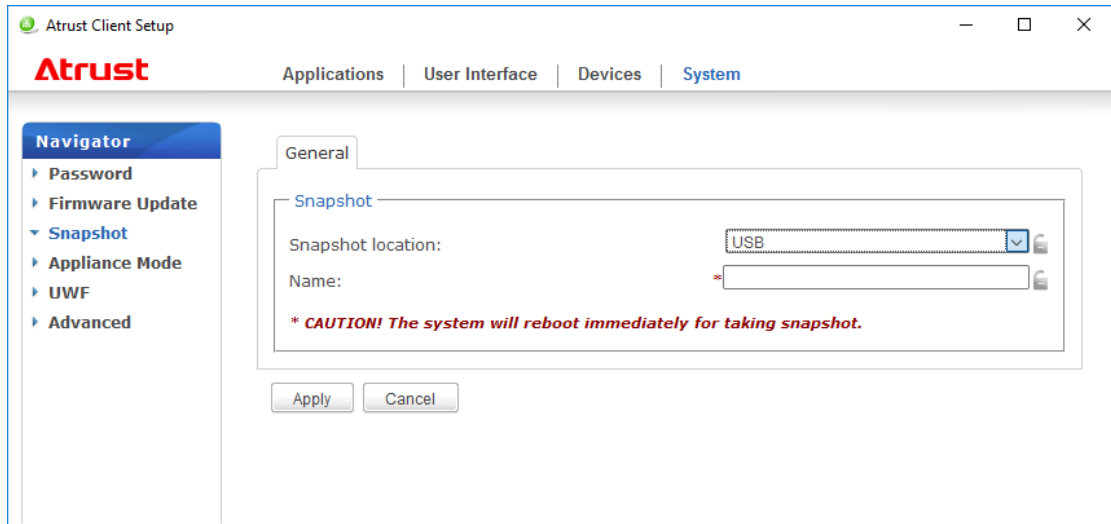 Atrust Client Setup
Atrust
Applications User Interface Devices System
Navigator
Password
Firmware Update
Snapshot
Appliance Mode
UWF
Advanced
General
Snapshot
Snapshot location: USB
Name: *
* CAUTION! The system will reboot immediately for taking snapshot.
Apply Cancel